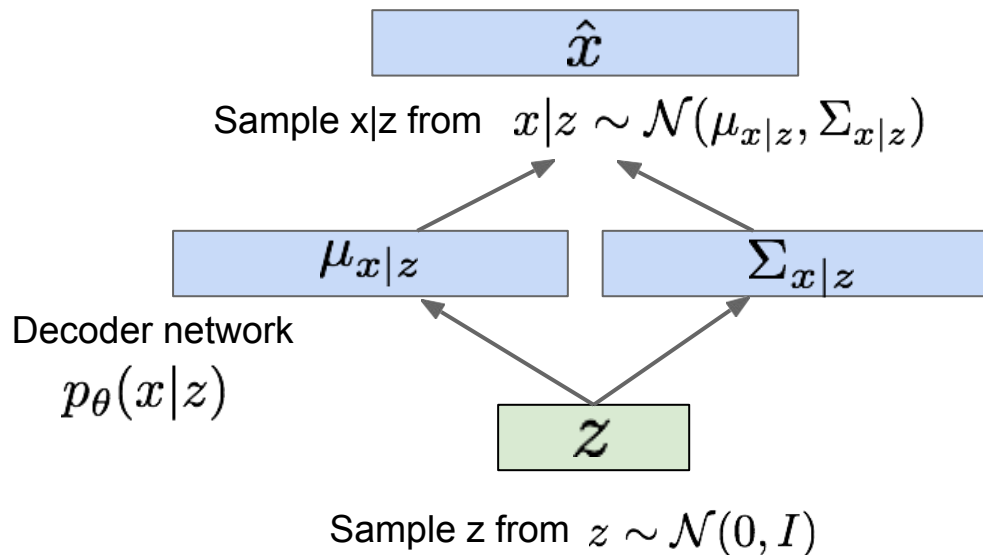 x̂
Sample x|z from x|z ∼ 𝒩(μ_{x|z}, Σ_{x|z})
μ_{x|z} Σ_{x|z}
Decoder network
p_θ(x|z)
z
Sample z from z ∼ 𝒩(0, I)